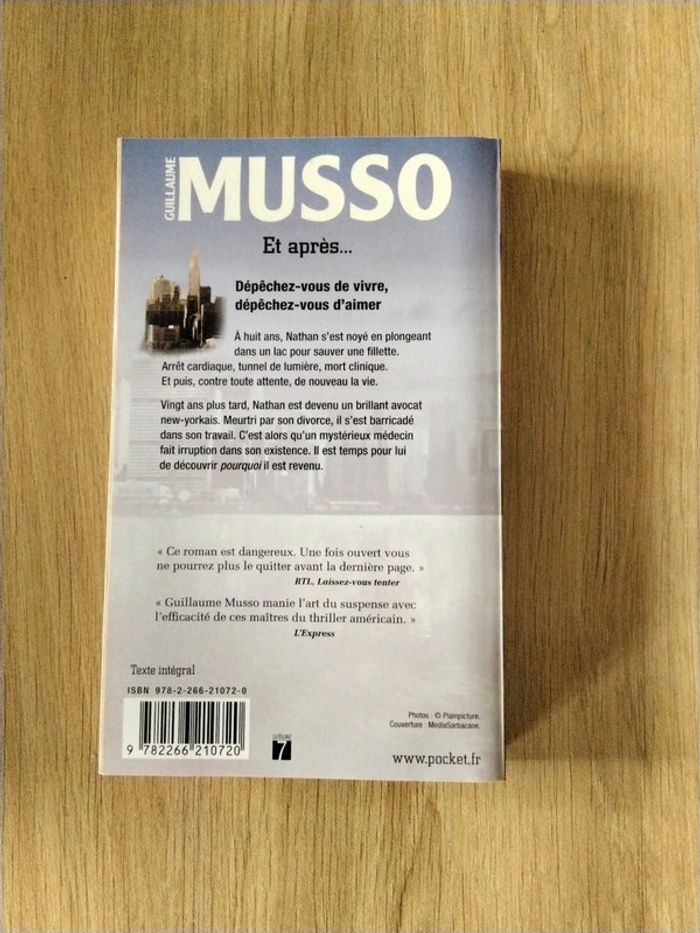 GUILLAUME
MUSSO
Et après...
Dépêchez-vous de vivre,
dépêchez-vous d'aimer
À huit ans, Nathan s'est noyé en plongeant
dans un lac pour sauver une fillette.
Arrêt cardiaque, tunnel de lumière, mort clinique.
Et puis, contre toute attente, de nouveau la vie.
Vingt ans plus tard, Nathan est devenu un brillant avocat
new-yorkais. Meurtri par son divorce, il s'est barricadé
dans son travail. C'est alors qu'un mystérieux médecin
fait irruption dans son existence. Il est temps pour lui
de découvrir pourquoi il est revenu.
« Ce roman est dangereux. Une fois ouvert vous
ne pourrez plus le quitter avant la dernière page. »
RTL, Laissez-vous tenter
« Guillaume Musso manie l'art du suspense avec
l'efficacité de ces maîtres du thriller américain. »
L'Express
Texte intégral
ISBN 978-2-266-21072-0
9 782266 210720
CATÉGORIE
7
Photos : © Plainpicture.
Couverture : MediaSarbacane.
www.pocket.fr